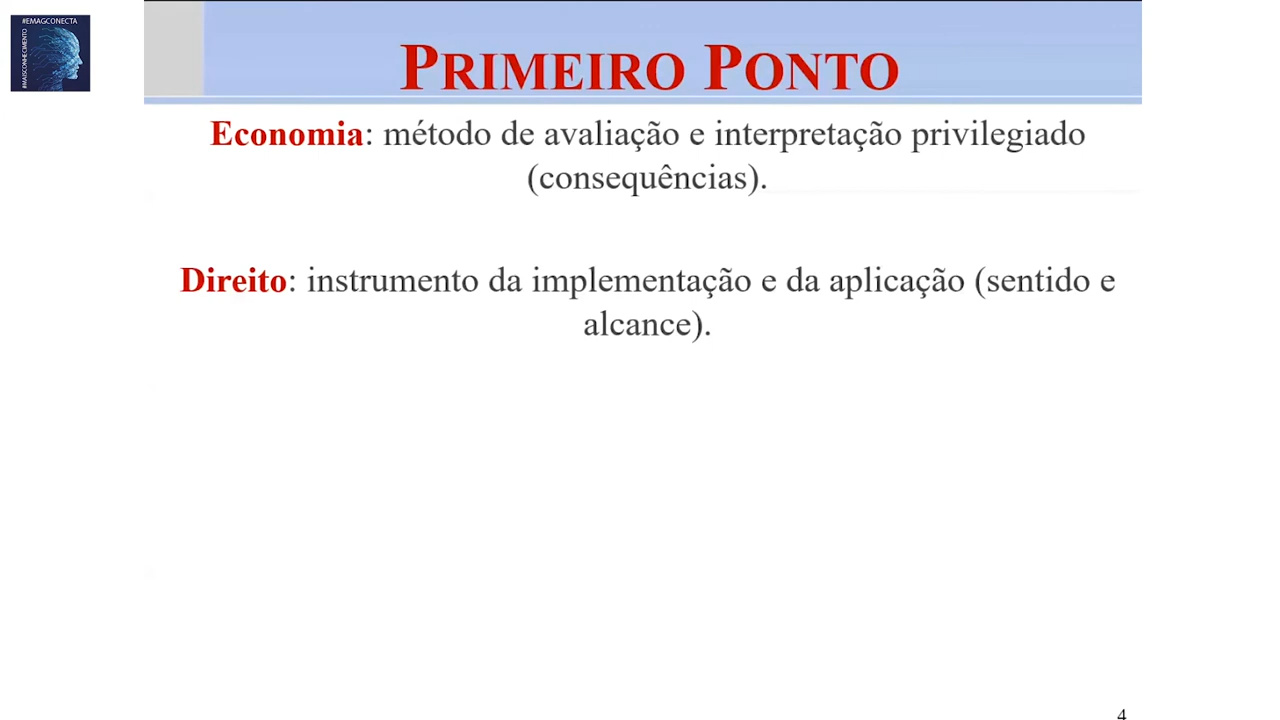 #EMAGCONECTA
#MAISCONHECIMENTO
PRIMEIRO PONTO
Economia: método de avaliação e interpretação privilegiado
(consequências).
Direito: instrumento da implementação e da aplicação (sentido e
alcance).
4